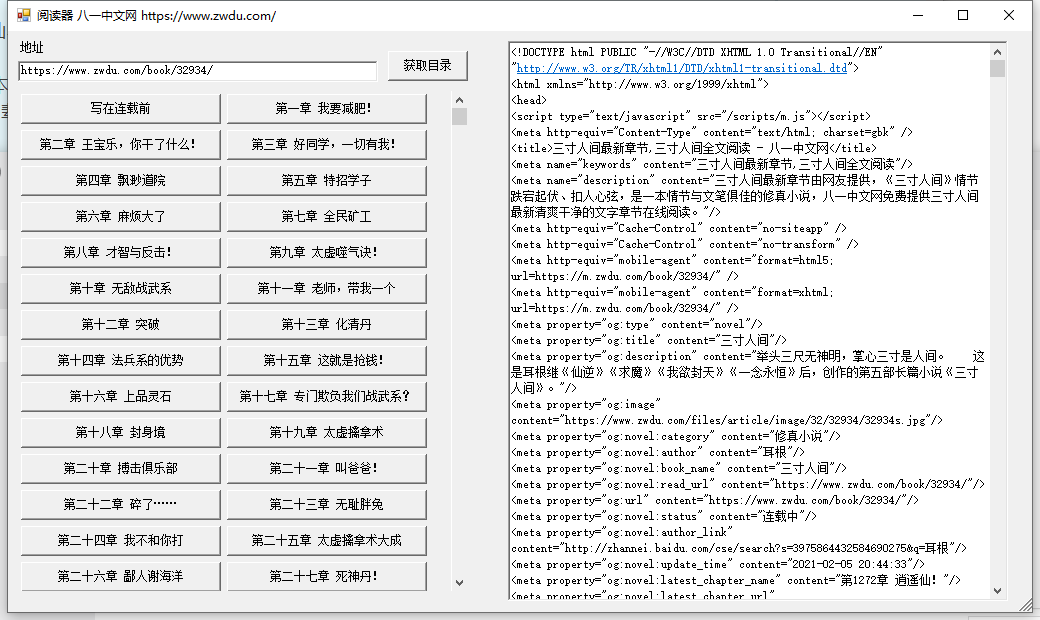 阅读器 八一中文网 https://www.zwdu.com/
地址
https://www.zwdu.com/book/32934/
获取目录
写在连载前
第一章 我要减肥!
第二章 王宝乐，你干了什么!
第三章 好同学，一切有我!
第四章 飘渺道院
第五章 特招学子
第六章 麻烦大了
第七章 全民矿工
第八章 才智与反击!
第九章 太虚噬气诀!
第十章 无敌战武系
第十一章 老师，带我一个
第十二章 突破
第十三章 化清丹
第十四章 法兵系的优势
第十五章 这就是抢钱!
第十六章 上品灵石
第十七章 专门欺负我们战武系?
第十八章 封身境
第十九章 太虚擒拿术
第二十章 搏击俱乐部
第二十一章 叫爸爸!
第二十二章 碎了……
第二十三章 无耻胖兔
第二十四章 我不和你打
第二十五章 太虚擒拿术大成
第二十六章 鄙人谢海洋
第二十七章 死神丹!
<!DOCTYPE html PUBLIC "-//W3C//DTD XHTML 1.0 Transitional//EN"
"http://www.w3.org/TR/xhtml1/DTD/xhtml1-transitional.dtd">
<html xmlns="http://www.w3.org/1999/xhtml">
<head>
<script type="text/javascript" src="/scripts/m.js"></script>
<meta http-equiv="Content-Type" content="text/html; charset=gbk" />
<title>三寸人间最新章节,三寸人间全文阅读 - 八一中文网</title>
<meta name="keywords" content="三寸人间最新章节,三寸人间全文阅读"/>
<meta name="description" content="三寸人间最新章节由网友提供，《三寸人间》情节
跌宕起伏、扣人心弦，是一本情节与文笔俱佳的修真小说，八一中文网免费提供三寸人间
最新清爽干净的文字章节在线阅读。"/>
<meta http-equiv="Cache-Control" content="no-siteapp" />
<meta http-equiv="Cache-Control" content="no-transform" />
<meta http-equiv="mobile-agent" content="format=html5;
url=https://m.zwdu.com/book/32934/" />
<meta http-equiv="mobile-agent" content="format=xhtml;
url=https://m.zwdu.com/book/32934/" />
<meta property="og:type" content="novel"/>
<meta property="og:title" content="三寸人间"/>
<meta property="og:description" content="举头三尺无神明，掌心三寸是人间。 这
是耳根继《仙逆》《求魔》《我欲封天》《一念永恒》后，创作的第五部长篇小说《三寸
人间》。"/>
<meta property="og:image"
content="https://www.zwdu.com/files/article/image/32/32934/32934s.jpg"/>
<meta property="og:novel:category" content="修真小说"/>
<meta property="og:novel:author" content="耳根"/>
<meta property="og:novel:book_name" content="三寸人间"/>
<meta property="og:novel:read_url" content="https://www.zwdu.com/book/32934/"/>
<meta property="og:url" content="https://www.zwdu.com/book/32934/"/>
<meta property="og:novel:status" content="连载中"/>
<meta property="og:novel:author_link"
content="http://zhannei.baidu.com/cse/search?s=3975864432584690275&q=耳根"/>
<meta property="og:novel:update_time" content="2021-02-05 20:44:33"/>
<meta property="og:novel:latest_chapter_name" content="第1272章 逍遥仙！"/>
<meta property="og:novel:latest_chapter_url"